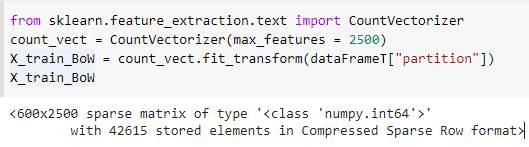 from sklearn.feature_extraction.text import CountVectorizer
count_vect = CountVectorizer(max_features = 2500)
X_train_BoW = count_vect.fit_transform(dataFrameT["partition"])
X_train_BoW
<600x2500 sparse matrix of type '<class 'numpy.int64'>'
        with 42615 stored elements in Compressed Sparse Row format>